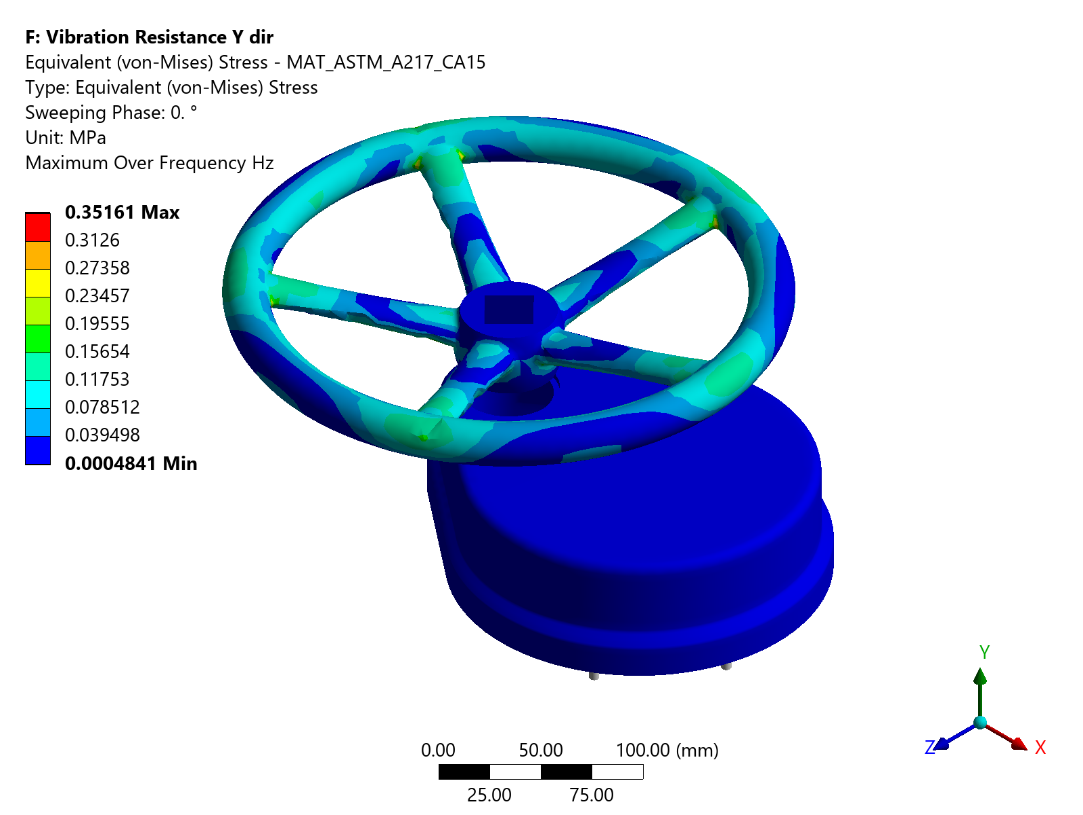 F: Vibration Resistance Y dir
Equivalent (von-Mises) Stress - MAT_ASTM_A217_CA15
Type: Equivalent (von-Mises) Stress
Sweeping Phase: 0. °
Unit: MPa
Maximum Over Frequency Hz
0.35161 Max
0.3126
0.27358
0.23457
0.19555
0.15654
0.11753
0.078512
0.039498
0.0004841 Min
Y
Z
X
0.00 50.00 100.00 (mm)
25.00 75.00